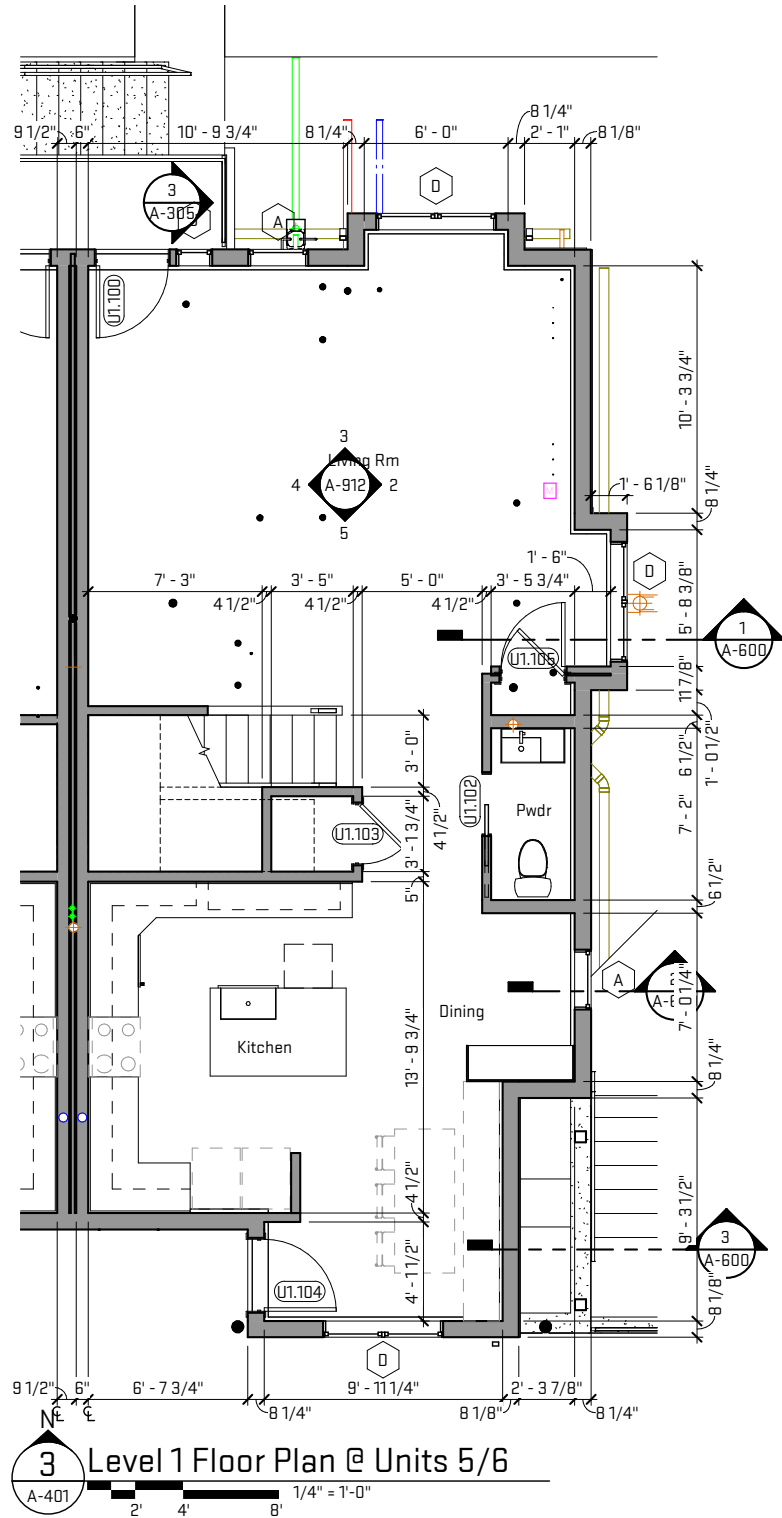 8 1/4"
9 1/2" 6" 10' - 9 3/4" 8 1/4" 6' - 0" 2' - 1" 8 1/8"
3
A-305
D
A
U1.100
10' - 3 3/4"
3
Living Rm
4 A-912 2
5
M
1' - 6 1/8"
8 1/4"
1' - 6"
D
7' - 3" 3' - 5" 5' - 0" 3' - 5 3/4"
4 1/2" 4 1/2" 4 1/2"
5' - 8 3/8"
1
A-600
U1.105
11 7/8"
1' - 0 1/2"
6 1/2"
3' - 0"
U1.102
Pwdr
7' - 2"
U1.103
3' - 1 3/4"
4 1/2"
5"
6 1/2"
A
A-6
7' - 0 1/4"
Dining
Kitchen
13' - 9 3/4"
8 1/4"
4 1/2"
9' - 3 1/2"
3
A-600
4' - 11 1/2"
U1.104
8 1/8"
D
9 1/2" 6" 6' - 7 3/4" 9' - 11 1/4" 2' - 3 7/8"
8 1/4" 8 1/8" 8 1/4"
CL CL
N
3
A-401
Level 1 Floor Plan @ Units 5/6
1/4" = 1'-0"
2' 4' 8'